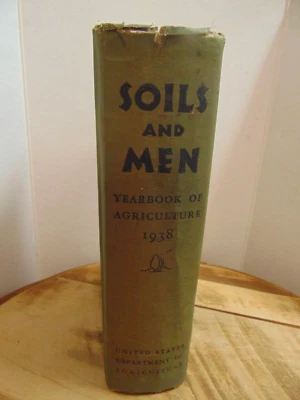 SOILS
AND
MEN
YEARBOOK OF
AGRICULTURE
1938
UNITED STATES
DEPARTMENT OF
AGRICULTURE